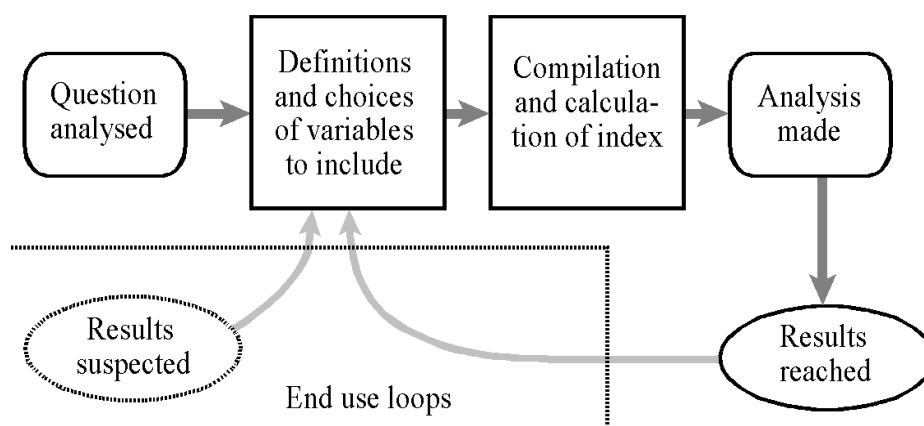 Question
analysed
Definitions
and choices
of variables
to include
Compilation
and calcula-
tion of index
Analysis
made
Results
suspected
End use loops
Results
reached